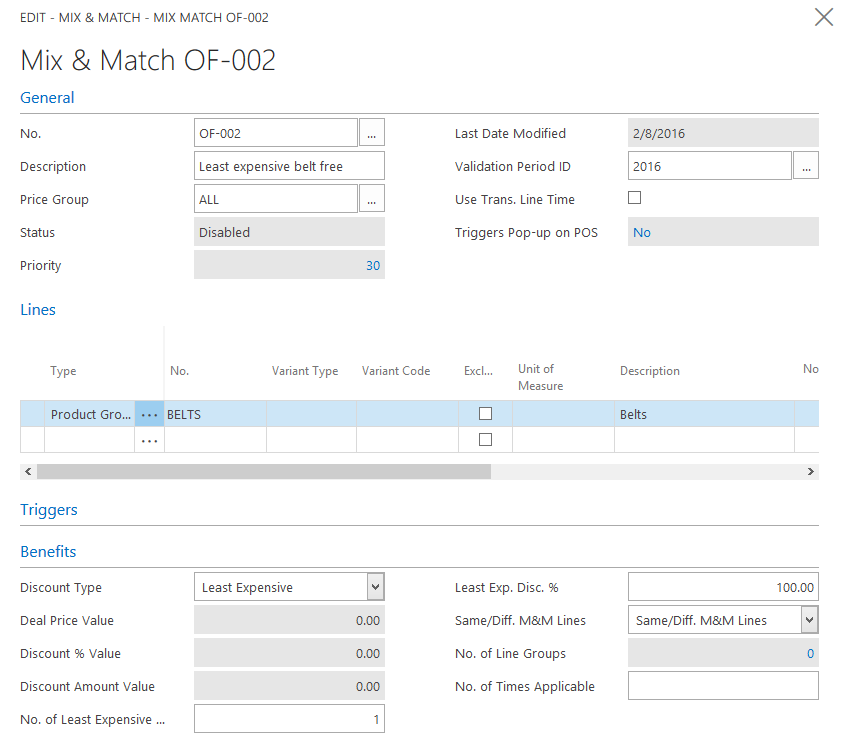 EDIT - MIX & MATCH - MIX MATCH OF-002
Mix & Match OF-002
General
No. OF-002 ... Last Date Modified 2/8/2016
Description Least expensive belt free Validation Period ID 2016 ...
Price Group ALL ... Use Trans. Line Time
Status Disabled Triggers Pop-up on POS No
Priority 30
Lines
Type No. Variant Type Variant Code Excl... Unit of Measure Description No
Product Gro... ... BELTS Belts
...
Triggers
Benefits
Discount Type Least Expensive Least Exp. Disc. % 100.00
Deal Price Value 0.00 Same/Diff. M&M Lines Same/Diff. M&M Lines
Discount % Value 0.00 No. of Line Groups 0
Discount Amount Value 0.00 No. of Times Applicable
No. of Least Expensive ... 1